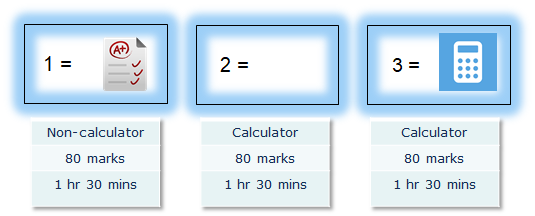 1 =
A+
2 =
3 =
Non-calculator
80 marks
1 hr 30 mins
Calculator
80 marks
1 hr 30 mins
Calculator
80 marks
1 hr 30 mins